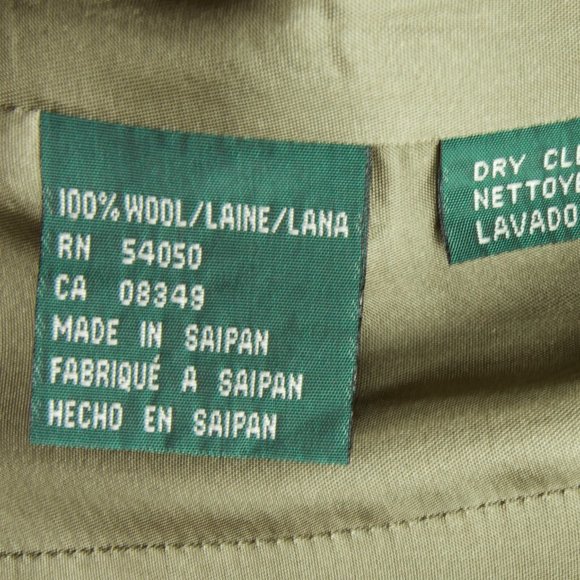 100% WOOL/LAINE/LANA
RN 54050
CA 08349
MADE IN SAIPAN
FABRIQUÉ A SAIPAN
HECHO EN SAIPAN
DRY CLE
NETTOYE
LAVADO